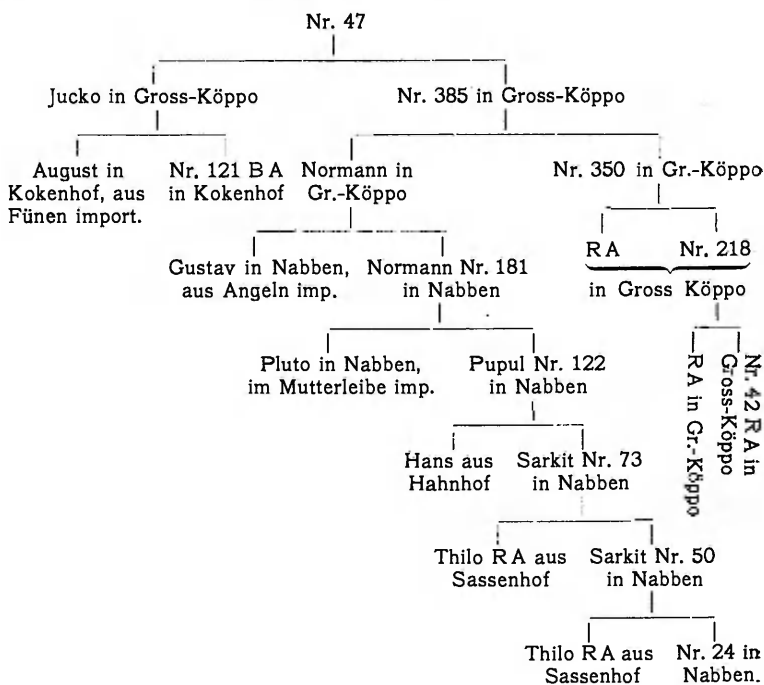 Nr. 47
Jucko in Gross-Köppo
Nr. 385 in Gross-Köppo
August in
Kokenhof, aus
Fünen import.
Nr. 121 B A
in Kokenhof
Normann in
Gr.-Köppo
Nr. 350 in Gr.-Köppo
Gustav in Nabben,
aus Angeln imp.
Normann Nr. 181
in Nabben
R A
Nr. 218
in Gross Köppo
Pluto in Nabben,
im Mutterleibe imp.
Pupul Nr. 122
in Nabben
RA in Gr.-Köppo
Nr. 42 R A in
Gross-Köppo
Hans aus
Hahnhof
Sarkit Nr. 73
in Nabben
Thilo R A aus
Sassenhof
Sarkit Nr. 50
in Nabben
Thilo R A aus
Sassenhof
Nr. 24 in
Nabben.